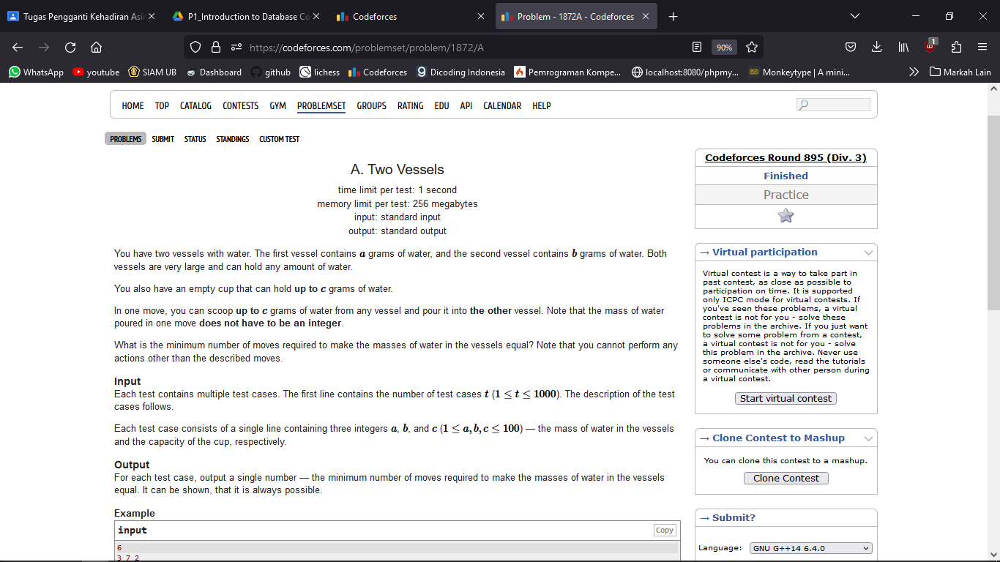 Tugas Pengganti Kehadiran Asi
P1_Introduction to Database Co
Codeforces
Problem - 1872A - Codeforces
https://codeforces.com/problemset/problem/1872/A
90%
1
WhatsApp
youtube
SIAM UB
Dashboard
github
lichess
Codeforces
Dicoding Indonesia
Pemrograman Kompe...
localhost:8080/phpmy...
Monkeytype | A mini...
Markah Lain
HOME TOP CATALOG CONTESTS GYM PROBLEMSET GROUPS RATING EDU API CALENDAR HELP
PROBLEMS SUBMIT STATUS STANDINGS CUSTOM TEST
A. Two Vessels
time limit per test: 1 second
memory limit per test: 256 megabytes
input: standard input
output: standard output
You have two vessels with water. The first vessel contains a grams of water, and the second vessel contains b grams of water. Both
vessels are very large and can hold any amount of water.
You also have an empty cup that can hold up to c grams of water.
In one move, you can scoop up to c grams of water from any vessel and pour it into the other vessel. Note that the mass of water
poured in one move does not have to be an integer.
What is the minimum number of moves required to make the masses of water in the vessels equal? Note that you cannot perform any
actions other than the described moves.
Input
Each test contains multiple test cases. The first line contains the number of test cases t (1 ≤ t ≤ 1000). The description of the test
cases follows.
Each test case consists of a single line containing three integers a, b, and c (1 ≤ a, b, c ≤ 100) — the mass of water in the vessels
and the capacity of the cup, respectively.
Output
For each test case, output a single number — the minimum number of moves required to make the masses of water in the vessels
equal. It can be shown, that it is always possible.
Example
input
Copy
6
3 7 2
Codeforces Round 895 (Div. 3)
Finished
Practice
→ Virtual participation
Virtual contest is a way to take part in
past contest, as close as possible to
participation on time. It is supported
only ICPC mode for virtual contests. If
you've seen these problems, a virtual
contest is not for you - solve these
problems in the archive. If you just want
to solve some problem from a contest,
a virtual contest is not for you - solve
this problem in the archive. Never use
someone else's code, read the tutorials
or communicate with other person during
a virtual contest.
Start virtual contest
→ Clone Contest to Mashup
You can clone this contest to a mashup.
Clone Contest
→ Submit?
Language: GNU G++14 6.4.0